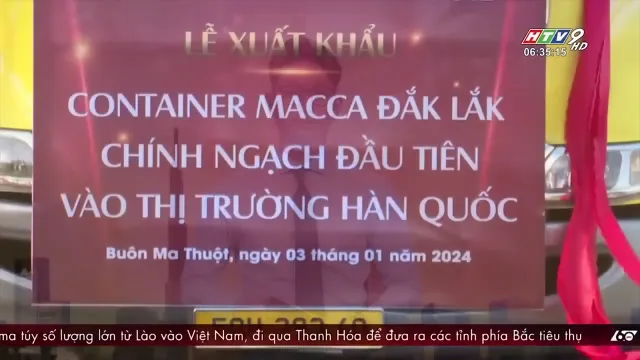 HTV9 HD
06:35:15
LỄ XUẤT KHẨU
CONTAINER MACCA ĐẮK LẮK
CHÍNH NGẠCH ĐẦU TIÊN
VÀO THỊ TRƯỜNG HÀN QUỐC
Buôn Ma Thuột, ngày 03 tháng 01 năm 2024
ma túy số lượng lớn từ Lào vào Việt Nam, đi qua Thanh Hóa để đưa ra các tỉnh phía Bắc tiêu thụ